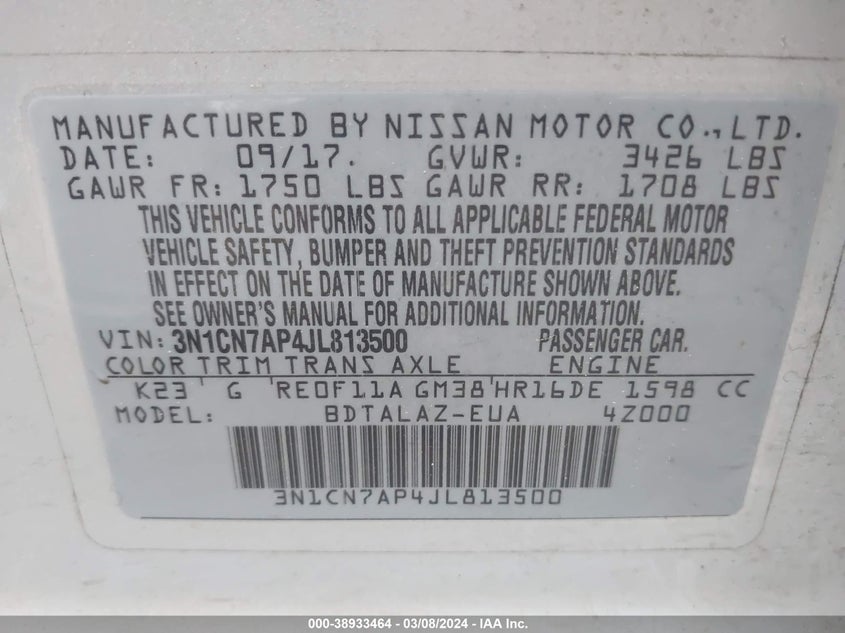 MANUFACTURED BY NISSAN MOTOR CO., LTD.
DATE: 09/17. GVWR: 3426 LBS
GAWR FR: 1750 LBS GAWR RR: 1708 LBS
THIS VEHICLE CONFORMS TO ALL APPLICABLE FEDERAL MOTOR
VEHICLE SAFETY, BUMPER AND THEFT PREVENTION STANDARDS
IN EFFECT ON THE DATE OF MANUFACTURE SHOWN ABOVE.
SEE OWNER'S MANUAL FOR ADDITIONAL INFORMATION.
VIN: 3N1CN7AP4JL813500 PASSENGER CAR.
COLOR TRIM TRANS AXLE ENGINE
K23 G RE0F11A GM38 HR16DE 1598 CC
MODEL: BDTALAZ-EUA 4Z000
3N1CN7AP4JL813500
000-38933464 - 03/08/2024 - IAA Inc.